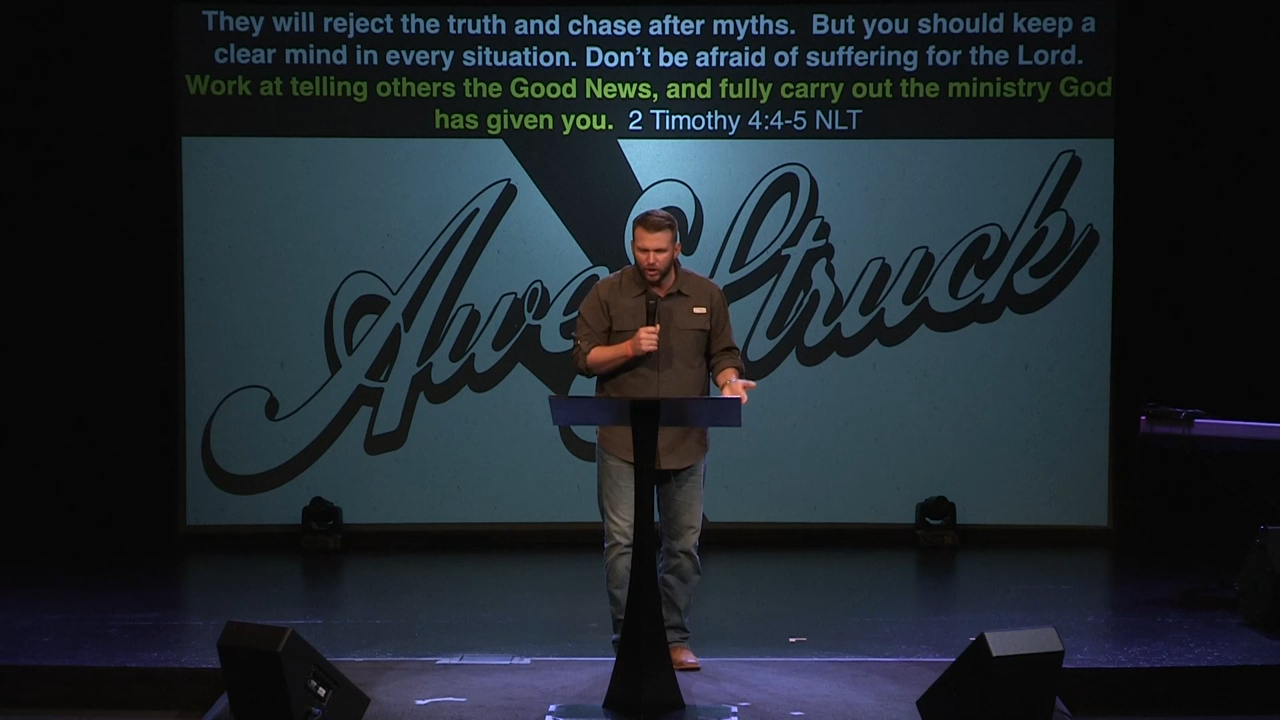 They will reject the truth and chase after myths.  But you should keep a
clear mind in every situation. Don’t be afraid of suffering for the Lord.
Work at telling others the Good News, and fully carry out the ministry God
has given you.  2 Timothy 4:4-5 NLT
Awe Struck